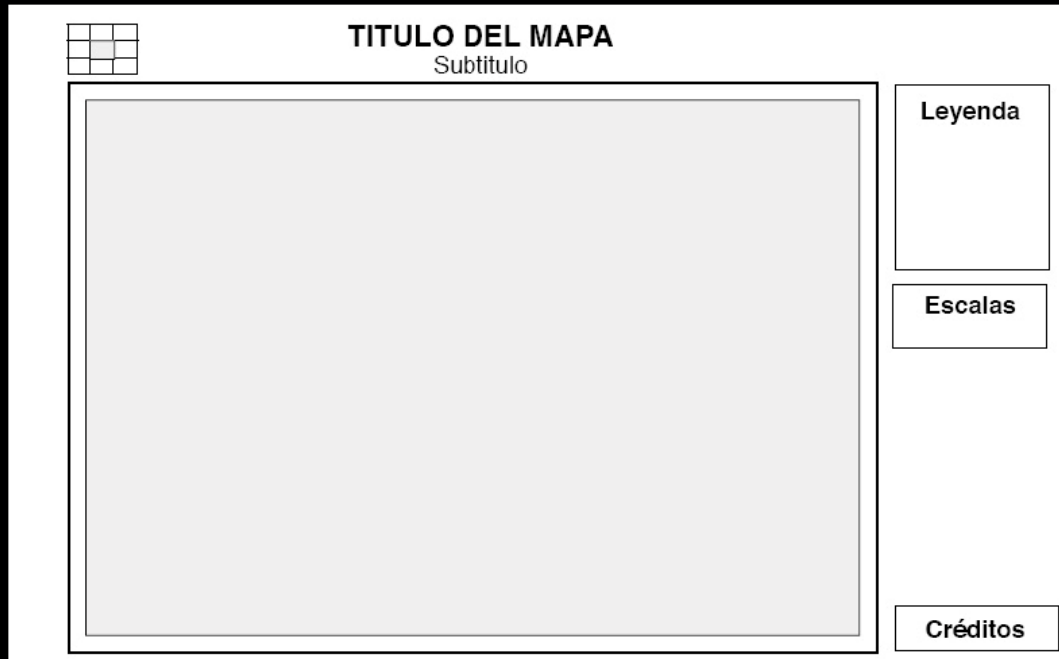 TITULO DEL MAPA
Subtitulo
Leyenda
Escalas
Créditos